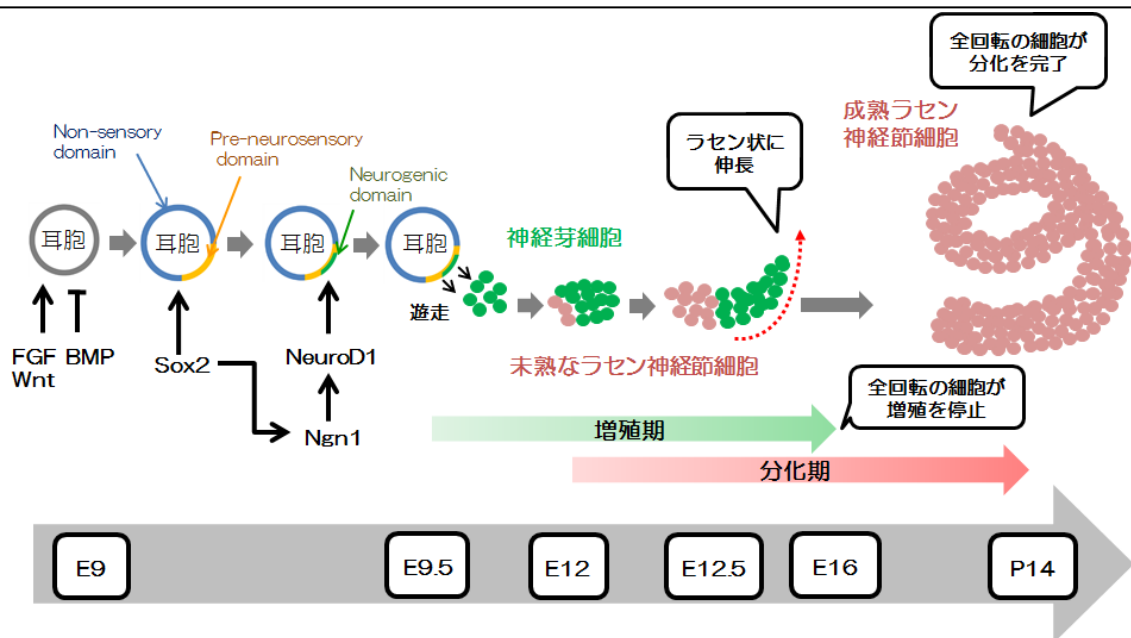 全回転の細胞が
分化を完了
成熟ラセン
神経節細胞
ラセン状に
伸長
Non-sensory
domain
Pre-neurosensory
domain
Neurogenic
domain
耳胞
耳胞
耳胞
耳胞
神経芽細胞
遊走
FGF BMP
Wnt
Sox2
NeuroD1
Ngn1
未熟なラセン神経節細胞
全回転の細胞が
増殖を停止
増殖期
分化期
E9
E9.5
E12
E12.5
E16
P14